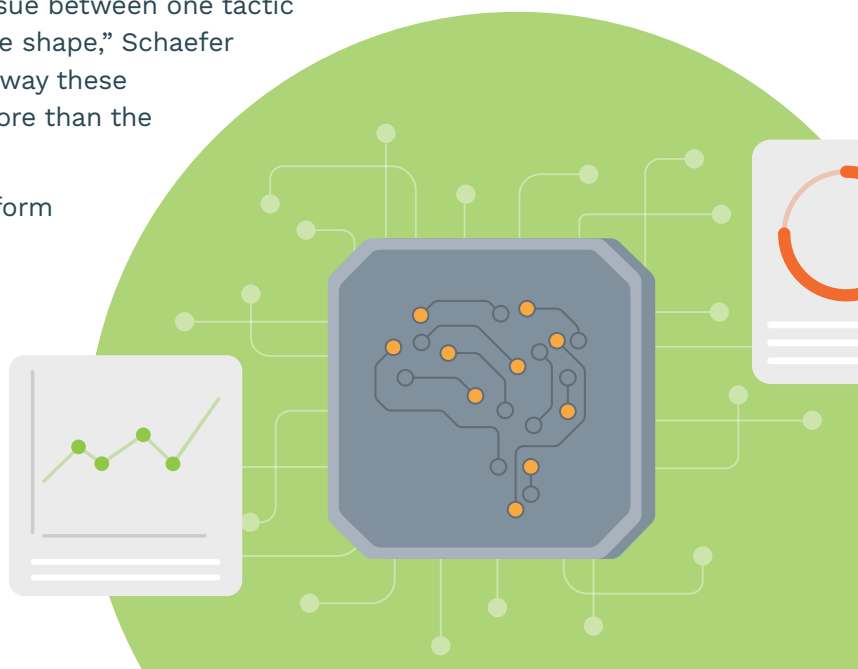 sue between one tactic
e shape,” Schaefer
way these
ore than the
form